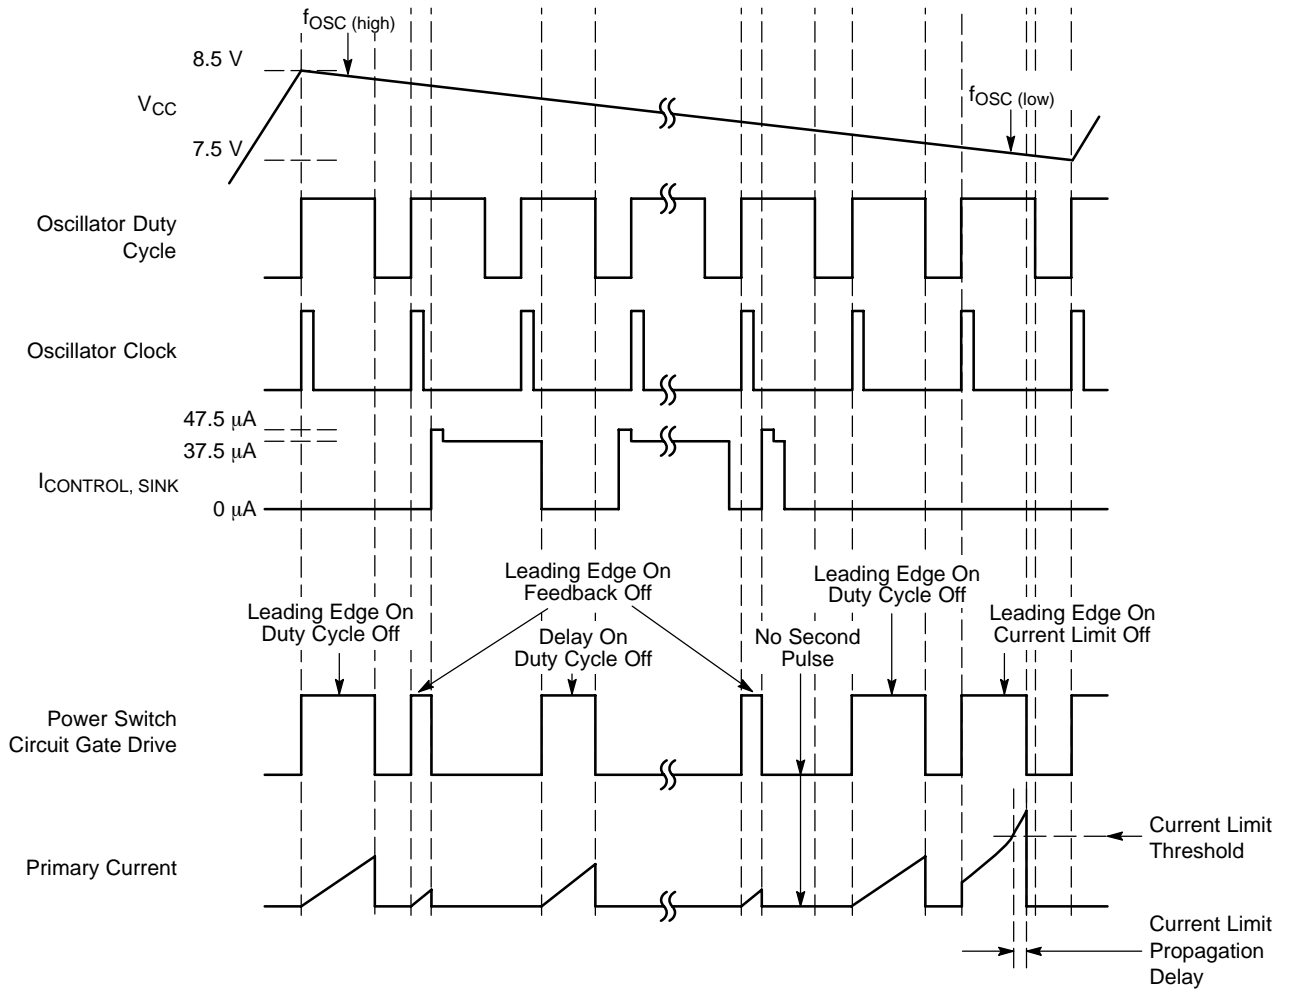 fOSC (high)
8.5 V
VCC
fOSC (low)
7.5 V
Oscillator Duty
Cycle
Oscillator Clock
47.5 μA
37.5 μA
ICONTROL, SINK
0 μA
Leading Edge On
Duty Cycle Off
Leading Edge On
Feedback Off
Delay On
Duty Cycle Off
No Second
Pulse
Leading Edge On
Duty Cycle Off
Leading Edge On
Current Limit Off
Power Switch
Circuit Gate Drive
Primary Current
Current Limit
Threshold
Current Limit
Propagation
Delay